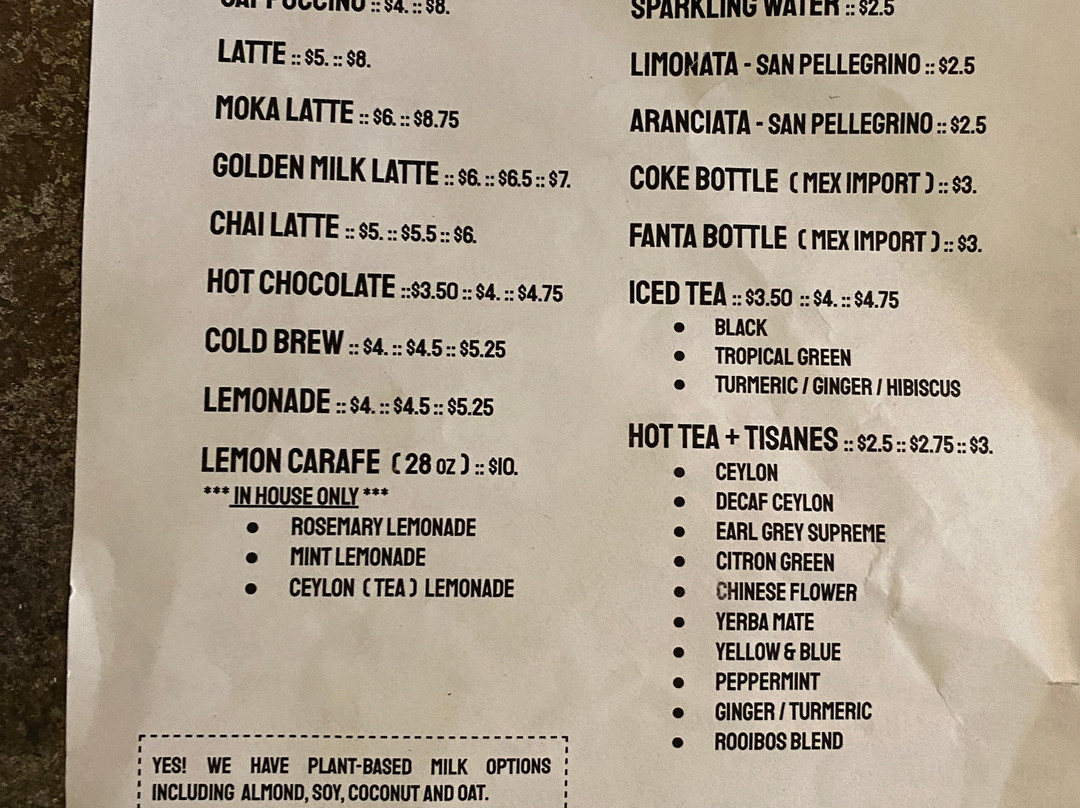 CAPPUCCINO :: $4. :: $8.
LATTE :: $5. :: $8.
MOKA LATTE :: $6. :: $8.75
GOLDEN MILK LATTE :: $6. :: $6.5 :: $7.
CHAI LATTE :: $5. :: $5.5 :: $6.
HOT CHOCOLATE ::$3.50 :: $4. :: $4.75
COLD BREW :: $4. :: $4.5 :: $5.25
LEMONADE :: $4. :: $4.5 :: $5.25
LEMON CARAFE ( 28 OZ ) :: $10.
*** IN HOUSE ONLY ***
• ROSEMARY LEMONADE
• MINT LEMONADE
• CEYLON ( TEA ) LEMONADE
YES! WE HAVE PLANT-BASED MILK OPTIONS
INCLUDING ALMOND, SOY, COCONUT AND OAT.
SPARKLING WATER :: $2.5
LIMONATA - SAN PELLEGRINO :: $2.5
ARANCIATA - SAN PELLEGRINO :: $2.5
COKE BOTTLE ( MEX IMPORT ) :: $3.
FANTA BOTTLE ( MEX IMPORT ) :: $3.
ICED TEA :: $3.50 :: $4. :: $4.75
• BLACK
• TROPICAL GREEN
• TURMERIC / GINGER / HIBISCUS
HOT TEA + TISANES :: $2.5 :: $2.75 :: $3.
• CEYLON
• DECAF CEYLON
• EARL GREY SUPREME
• CITRON GREEN
• CHINESE FLOWER
• YERBA MATE
• YELLOW & BLUE
• PEPPERMINT
• GINGER / TURMERIC
• ROOIBOS BLEND